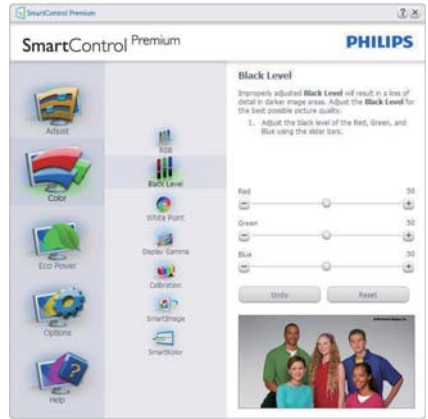 SmartControl Premium
SmartControl Premium
PHILIPS
Adjust
Color
Eco Power
Options
Help
RGB
Black Level
White Point
Display Gamma
Calibration
SmartImage
SmartKolor
Black Level
Improperly adjusted Black Level will result in a loss of
detail in darker image areas. Adjust the Black Level for
the best possible picture quality.
1. Adjust the black level of the Red, Green, and
Blue using the slider bars.
Red 50
Green 50
Blue 50
Undo
Reset